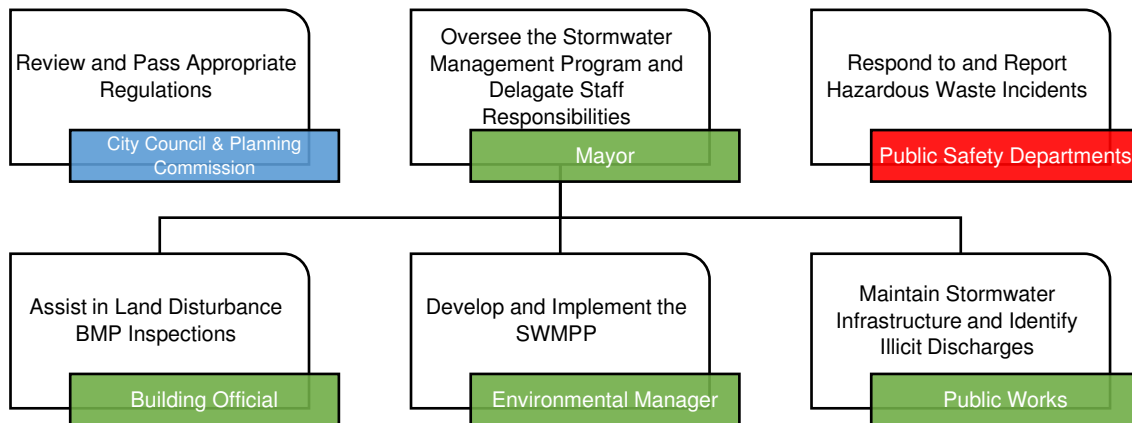 Review and Pass Appropriate
Regulations
City Council & Planning
Commission
Oversee the Stormwater
Management Program and
Delagate Staff
Responsibilities
Mayor
Respond to and Report
Hazardous Waste Incidents
Public Safety Departments
Assist in Land Disturbance
BMP Inspections
Building Official
Develop and Implement the
SWMPP
Environmental Manager
Maintain Stormwater
Infrastructure and Identify
Illicit Discharges
Public Works